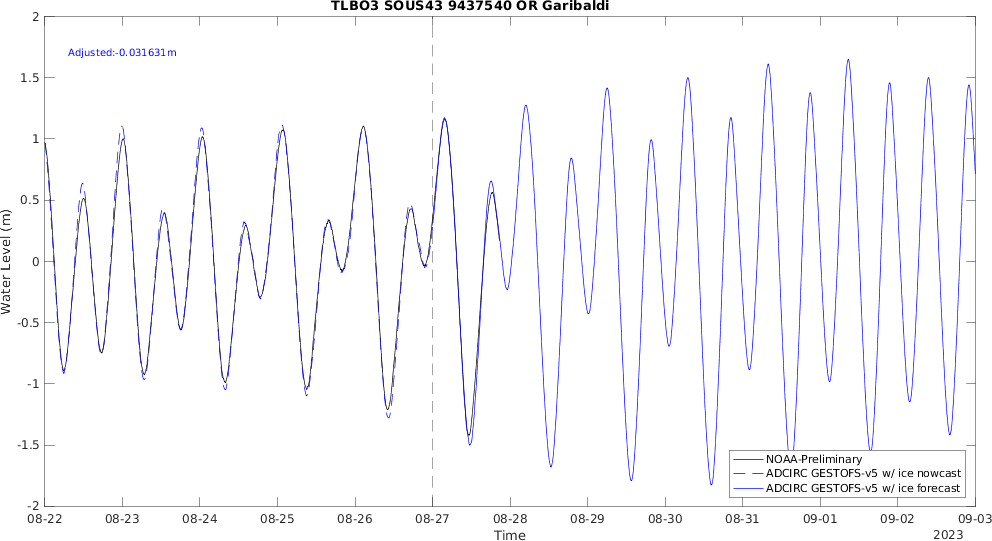 TLBO3 SOUS43 9437540 OR Garibaldi
Adjusted:-0.031631m
Water Level (m)
2
1.5
1
0.5
0
-0.5
-1
-1.5
-2
NOAA-Preliminary
ADCIRC GESTOFS-v5 w/ ice nowcast
ADCIRC GESTOFS-v5 w/ ice forecast
08-22 08-23 08-24 08-25 08-26 08-27 08-28 08-29 08-30 08-31 09-01 09-02 09-03
Time
2023